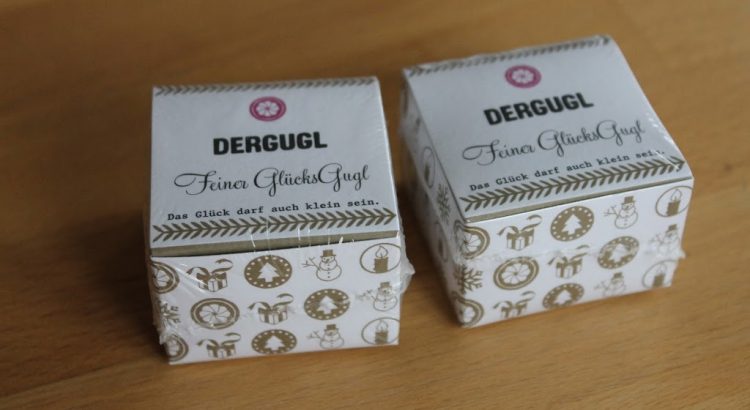 DERGUGL
Feiner GlücksGugl
Das Glück darf auch klein sein.
DERGUGL
Feiner GlücksGugl
Das Glück darf auch klein sein.